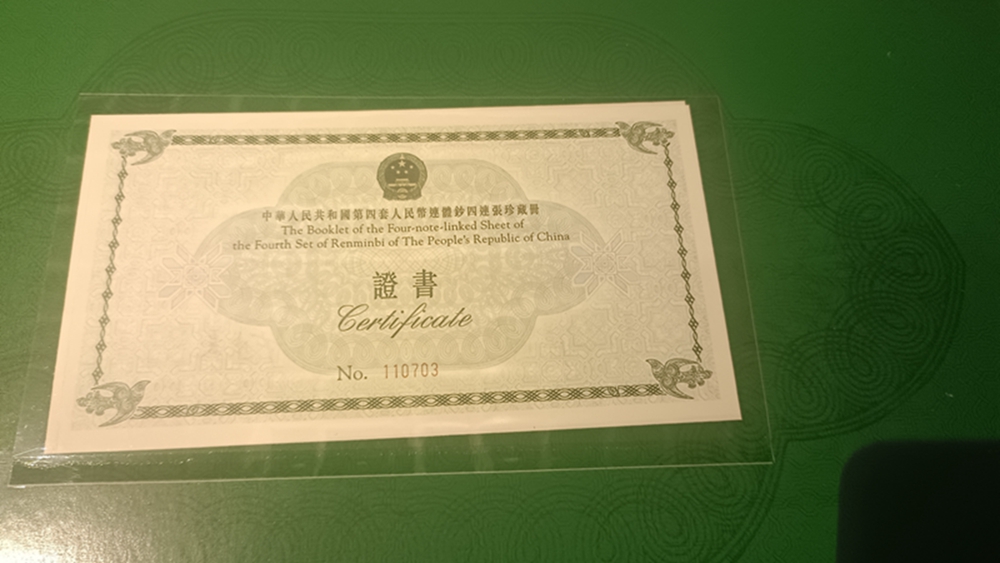 中華人民共和國第四套人民幣連體鈔四連張珍藏冊
The Booklet of the Four-note-linked Sheet of
the Fourth Set of Renminbi of The People's Republic of China
證書
Certificate
No. 110703